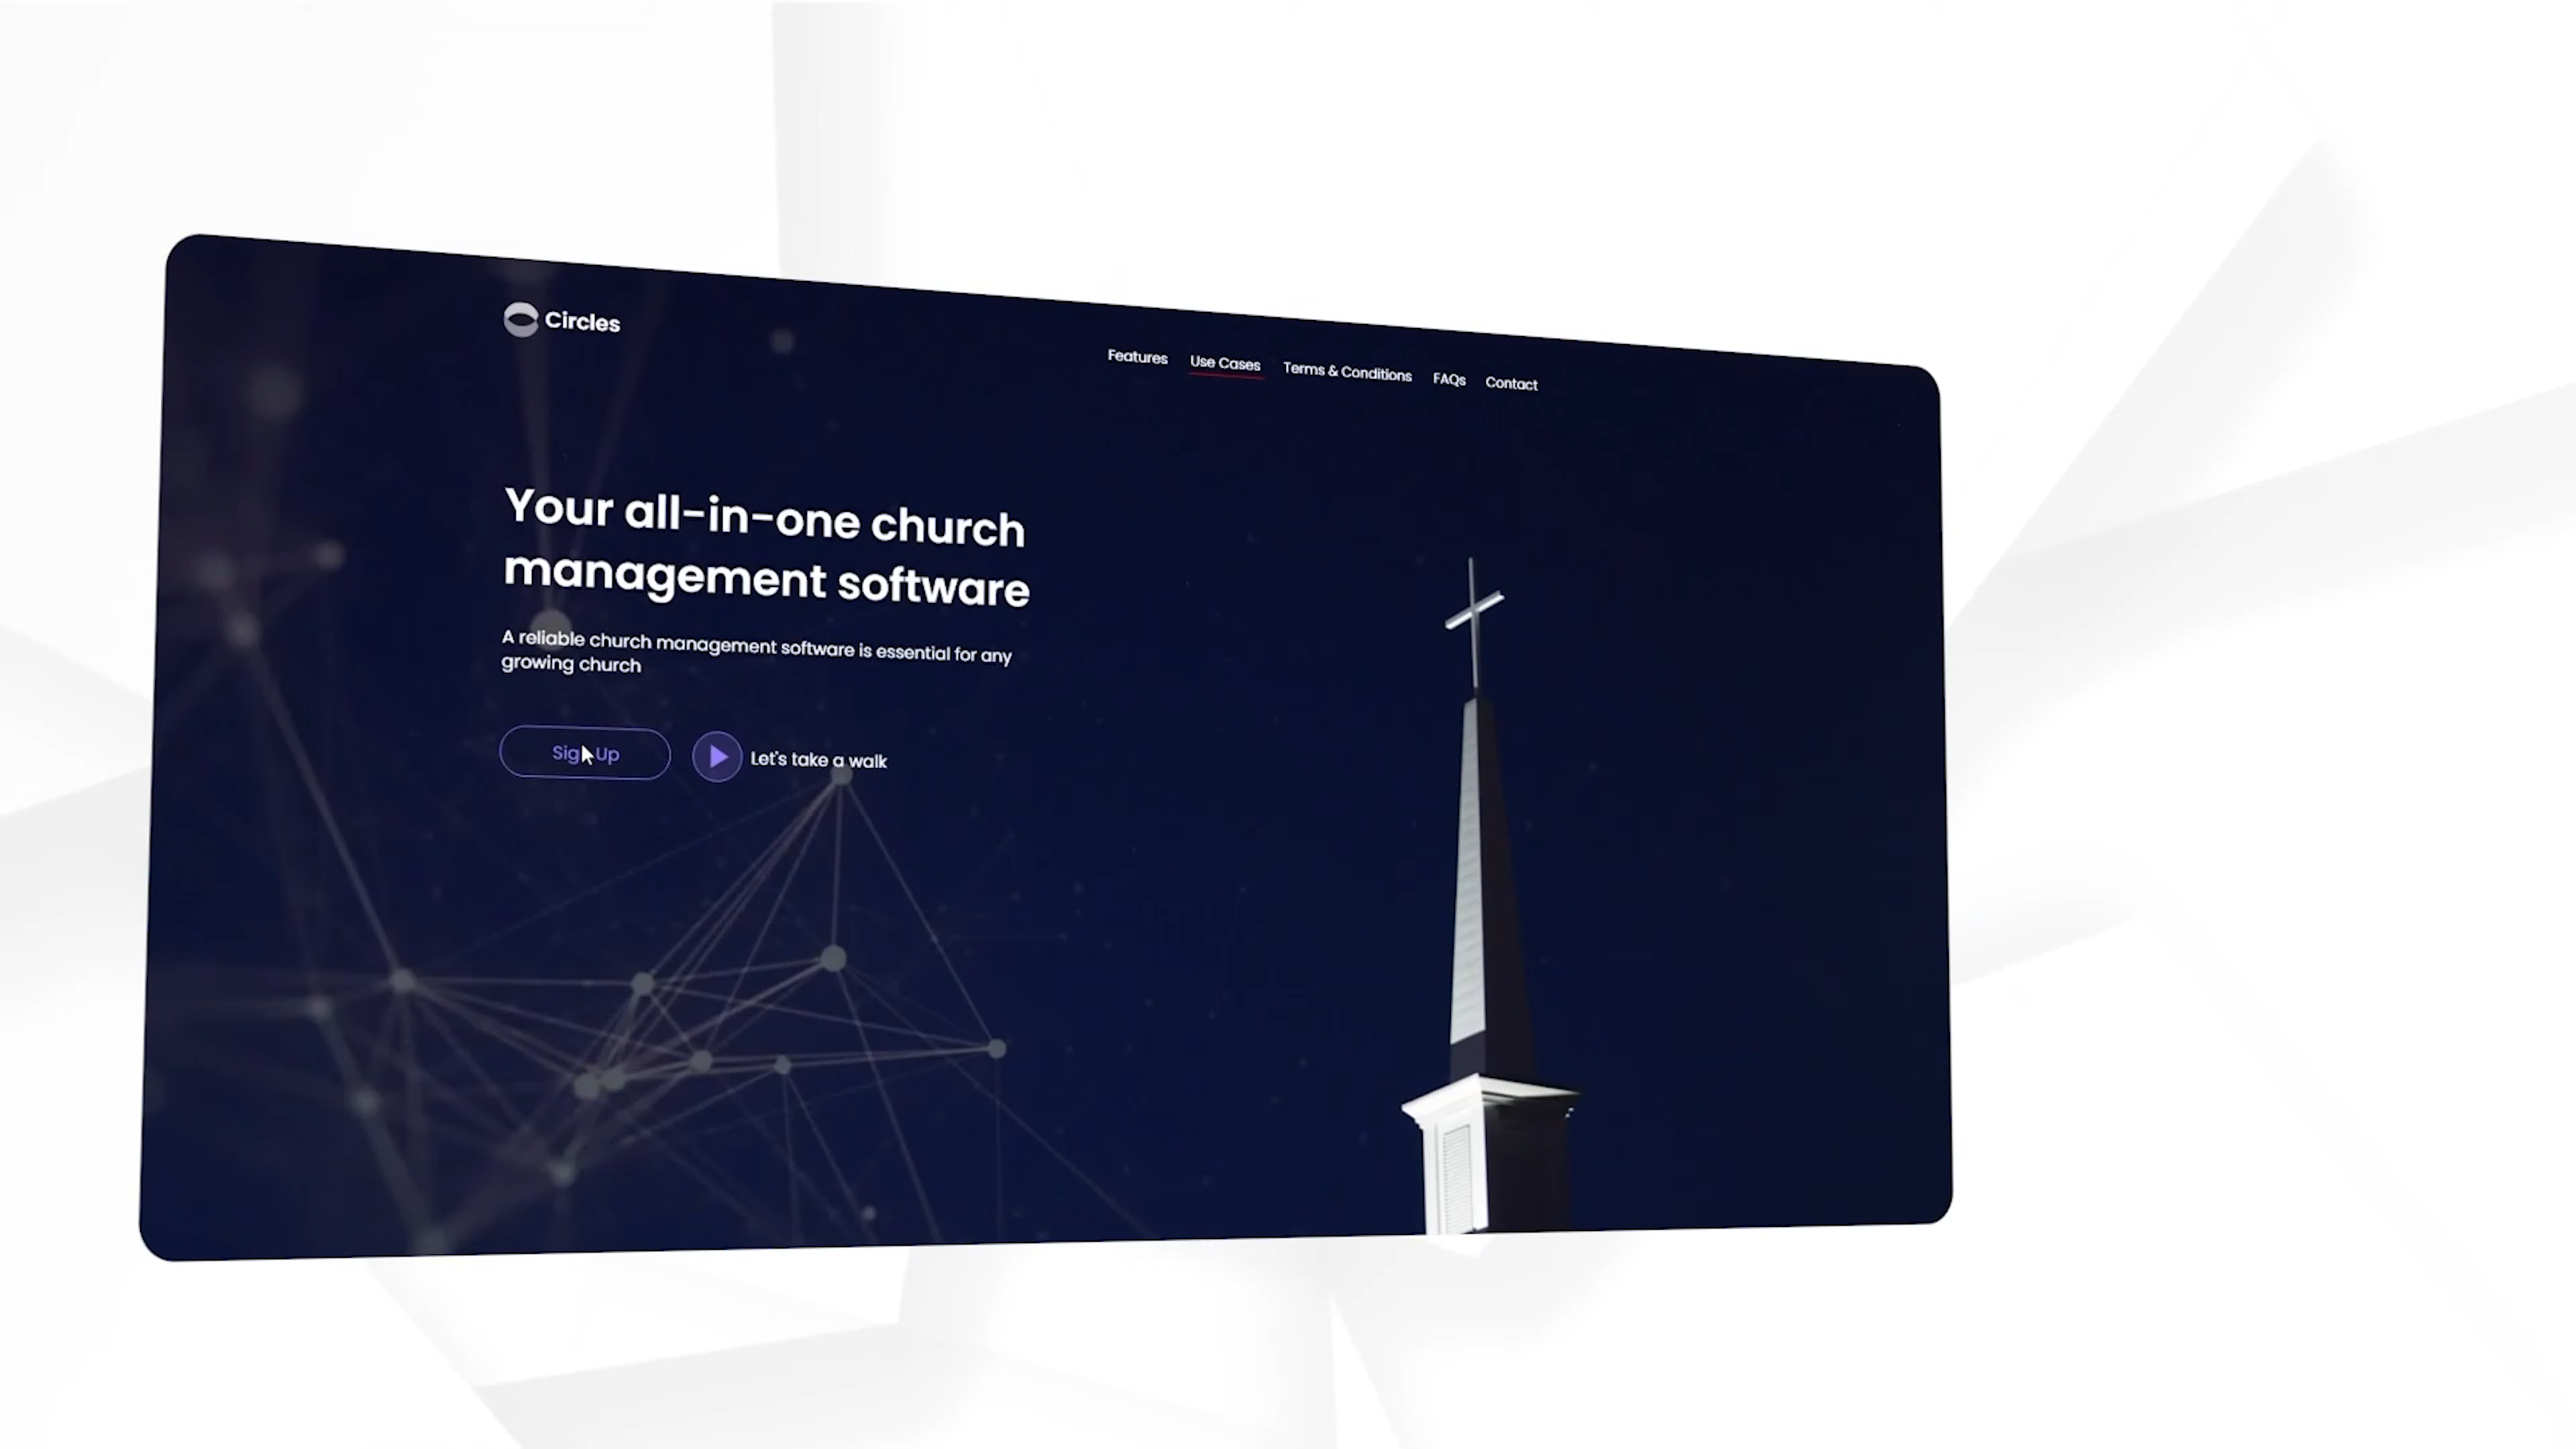 Circles
Features Use Cases Terms & Conditions FAQs Contact
Your all-in-one church
management software
A reliable church management software is essential for any
growing church
Sign Up
Let's take a walk